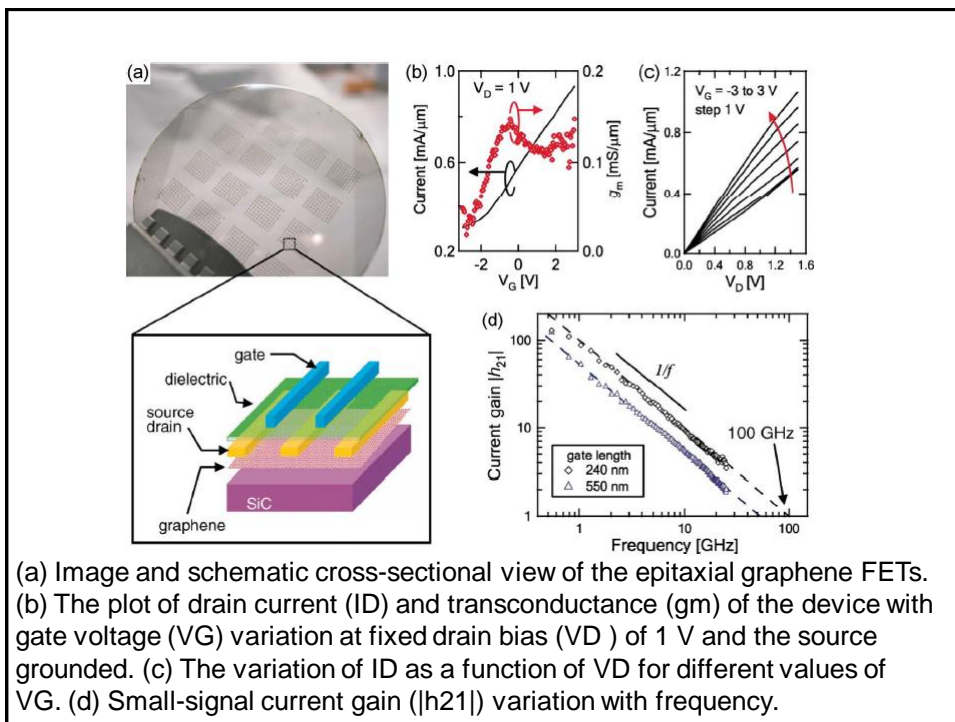 (a)
(b)
1.0
0.8
0.6
0.4
0.2
Current [mA/µm]
V_D = 1 V
0.2
0.1
0.0
g_m [mS/µm]
-2 0 2
V_G [V]
(c)
1.2
0.8
0.4
0.0
Current [mA/µm]
V_G = -3 to 3 V
step 1 V
0.0 0.4 0.8 1.2 1.6
V_D [V]
gate
dielectric
source
drain
graphene
SiC
(d)
100
10
1
Current gain |h_21|
1/f
100 GHz
gate length
240 nm
550 nm
1 10 100
Frequency [GHz]
(a) Image and schematic cross-sectional view of the epitaxial graphene FETs.
(b) The plot of drain current (ID) and transconductance (gm) of the device with
gate voltage (VG) variation at fixed drain bias (VD ) of 1 V and the source
grounded. (c) The variation of ID as a function of VD for different values of
VG. (d) Small-signal current gain (|h21|) variation with frequency.